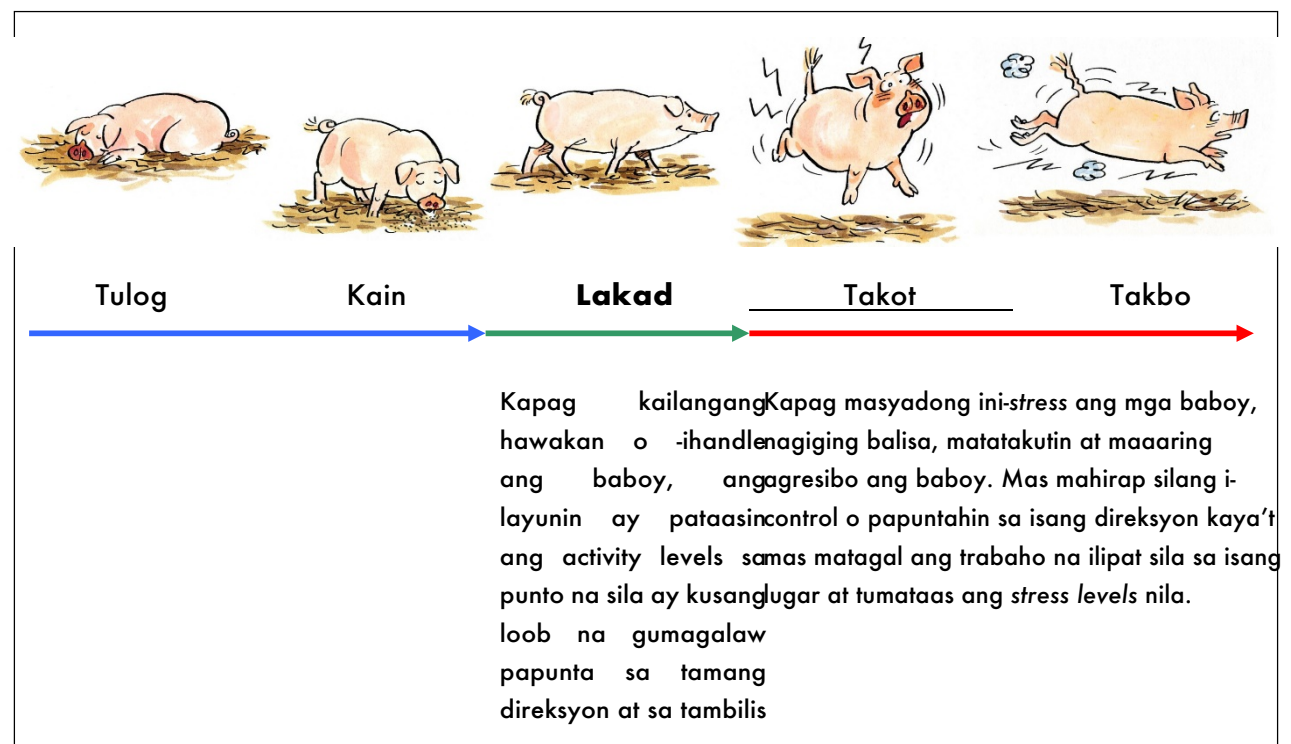 Tulog Kain Lakad Takot Takbo
Kapag kailangang
hawakan o -ihandle
ang baboy, ang
layunin ay pataasin
ang activity levels sa
punto na sila ay kusang
loob na gumagalaw
papunta sa tamang
direksyon at sa tambilis
Kapag masyadong ini-stress ang mga baboy,
nagiging balisa, matatakutin at maaaring
agresibo ang baboy. Mas mahirap silang i-
control o papuntahin sa isang direksyon kaya’t
mas matagal ang trabaho na ilipat sila sa isang
lugar at tumataas ang stress levels nila.